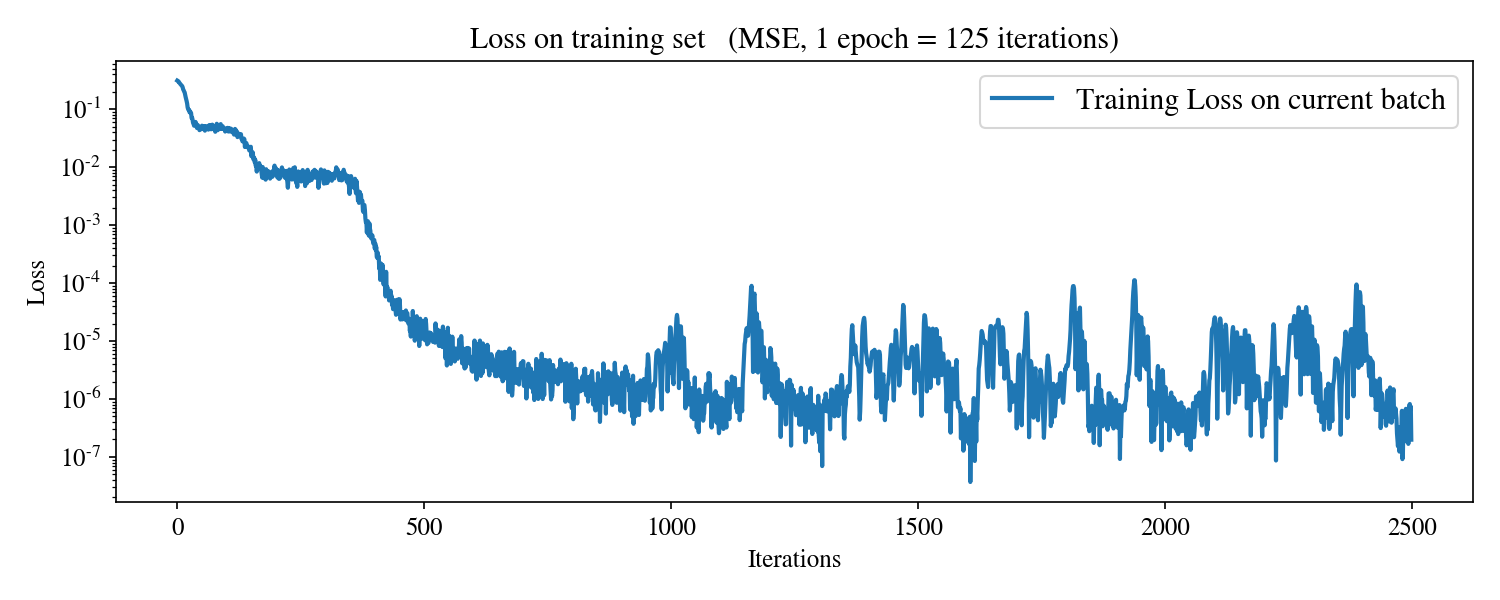 Loss on training set (MSE, 1 epoch = 125 iterations)
Training Loss on current batch
Loss
10⁻¹
10⁻²
10⁻³
10⁻⁴
10⁻⁵
10⁻⁶
10⁻⁷
0 500 1000 1500 2000 2500
Iterations